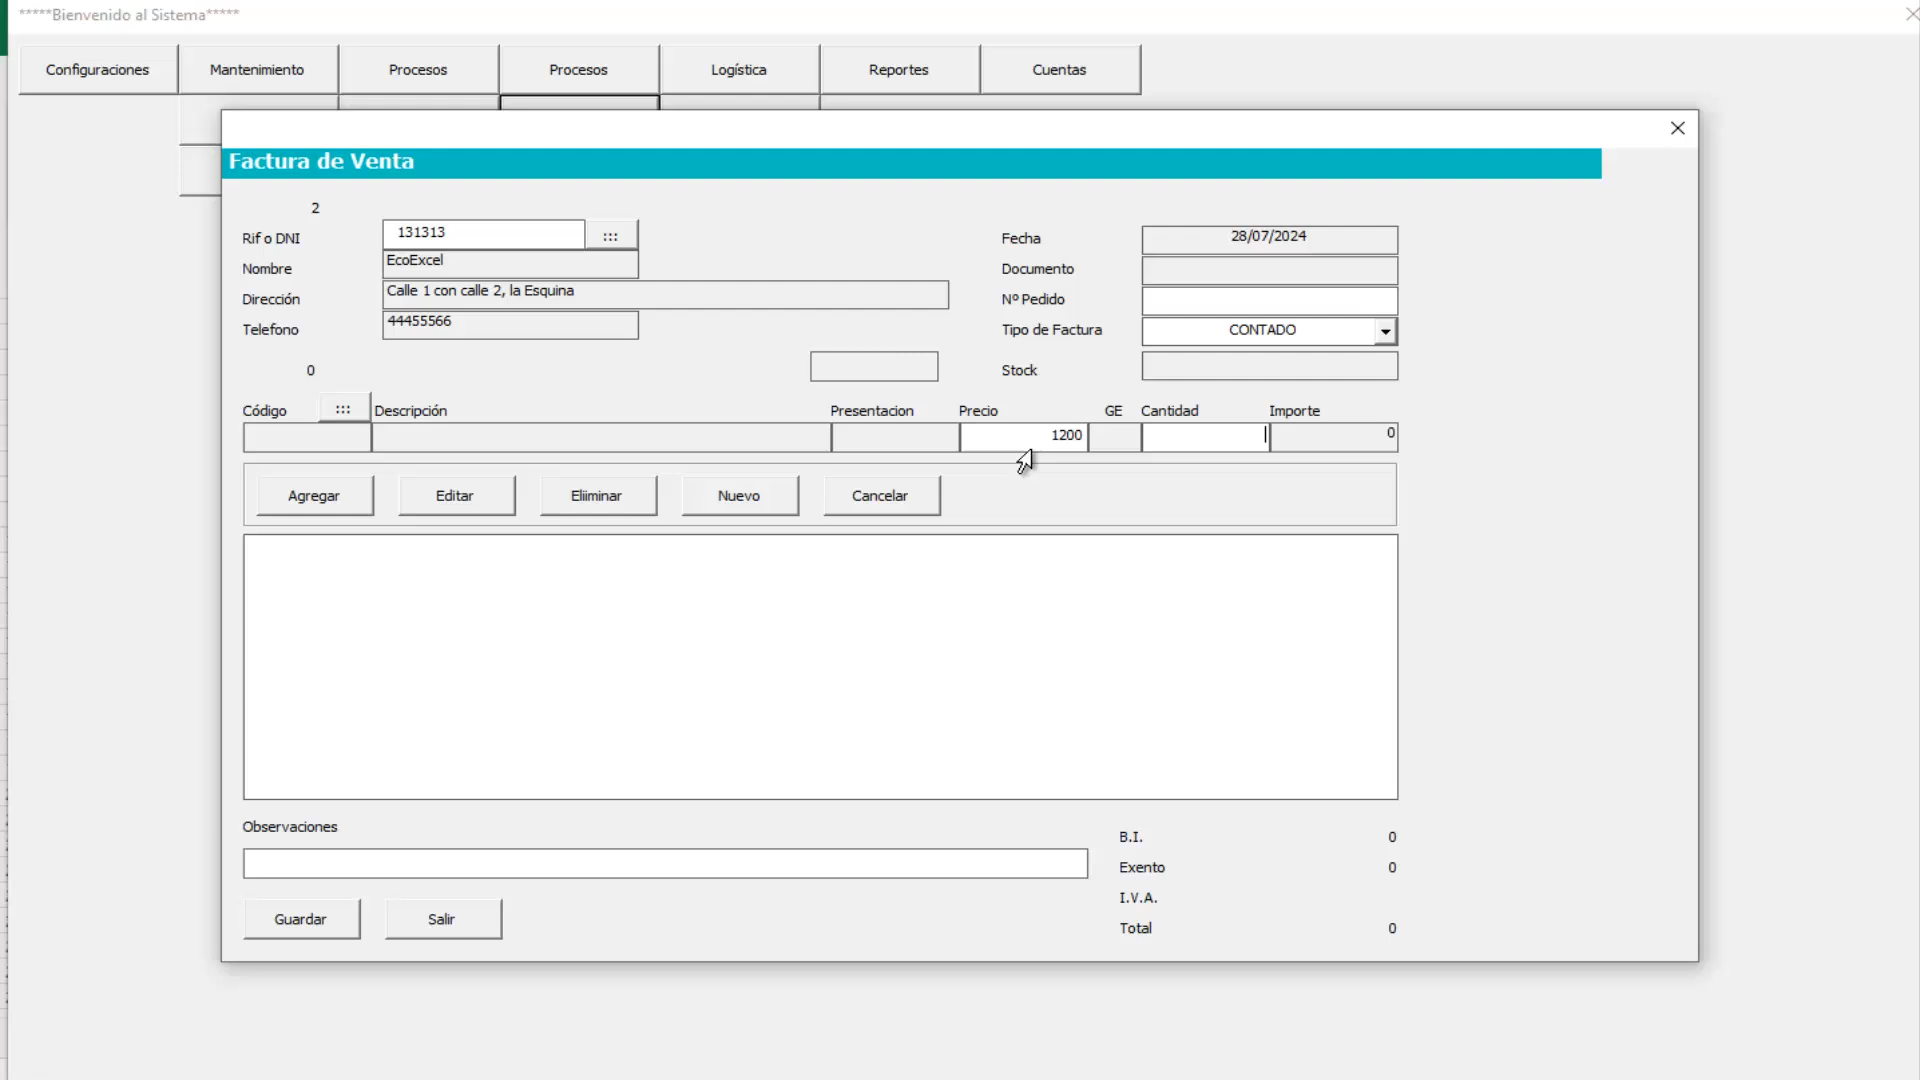 *****Bienvenido al Sistema*****
Configuraciones Mantenimiento Procesos Procesos Logística Reportes Cuentas
Factura de Venta
2
Rif o DNI 131313 ::: Fecha 28/07/2024
Nombre EcoExcel Documento
Dirección Calle 1 con calle 2, la Esquina Nº Pedido
Telefono 44455566 Tipo de Factura CONTADO
0 Stock
Código ::: Descripción Presentacion Precio GE Cantidad Importe
1200 0
Agregar Editar Eliminar Nuevo Cancelar
Observaciones
B.I. 0
Exento 0
I.V.A.
Guardar Salir
Total 0